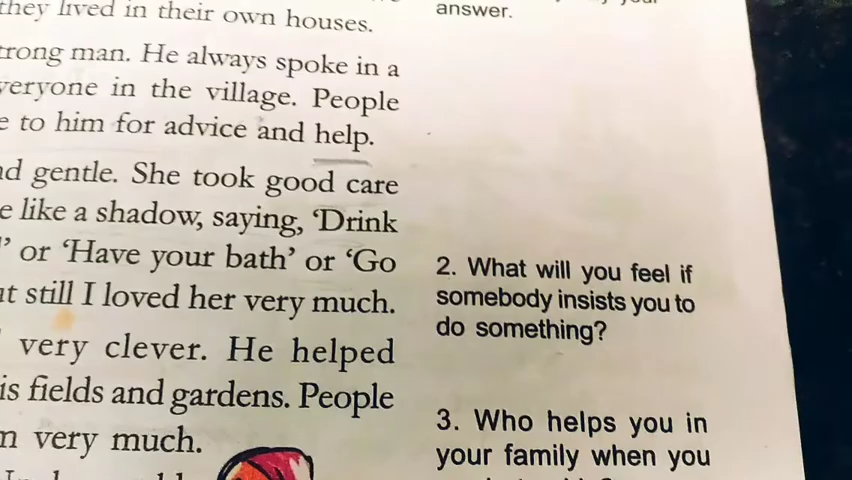 they lived in their own houses.
trong man. He always spoke in a
veryone in the village. People
e to him for advice and help.
nd gentle. She took good care
e like a shadow, saying, ‘Drink
’ or ‘Have your bath’ or ‘Go
ut still I loved her very much.
very clever. He helped
is fields and gardens. People
n very much.
answer.
2. What will you feel if
somebody insists you to
do something?
3. Who helps you in
your family when you